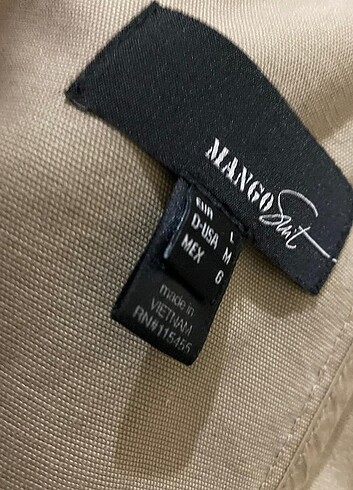 MANGO
Suit
EUR L
D-USA M
MEX G
made in
VIETNAM
RN#115455